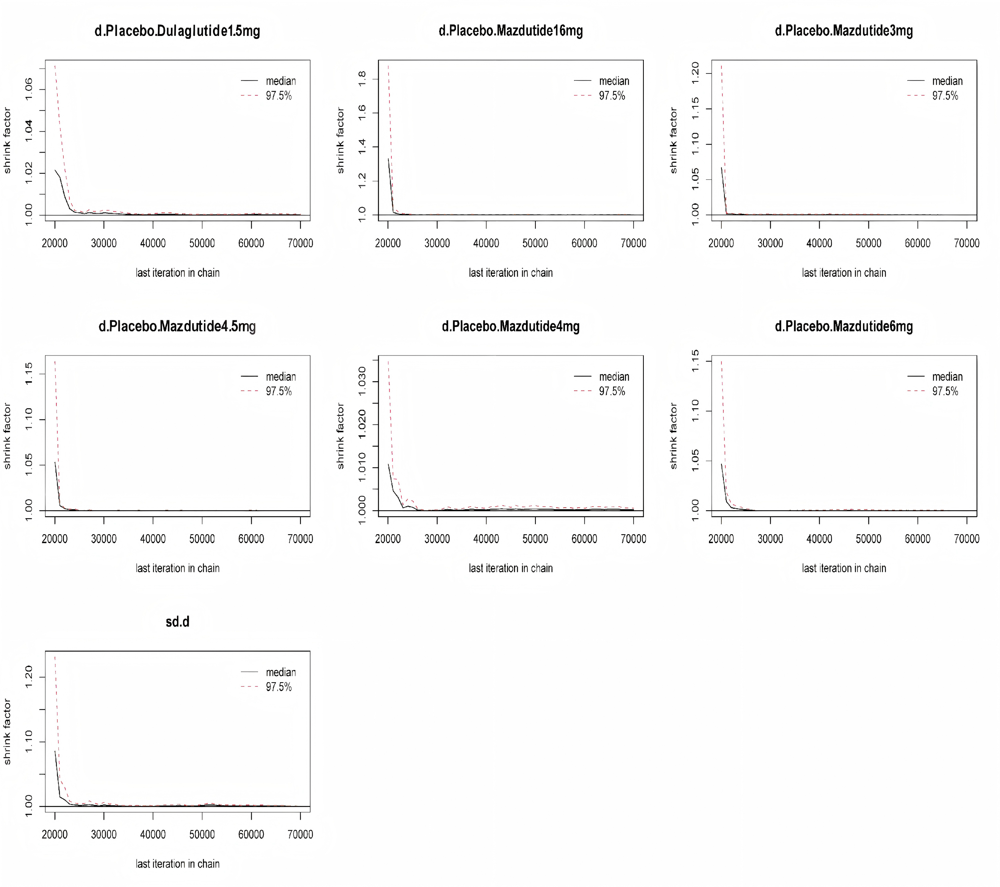 d.Placebo.Dulaglutide1.5mg
shrink factor
1.00 1.02 1.04 1.06
median
97.5%
20000 30000 40000 50000 60000 70000
last iteration in chain
d.Placebo.Mazdutide16mg
shrink factor
1.0 1.2 1.4 1.6 1.8
median
97.5%
20000 30000 40000 50000 60000 70000
last iteration in chain
d.Placebo.Mazdutide3mg
shrink factor
1.00 1.05 1.10 1.15 1.20
median
97.5%
20000 30000 40000 50000 60000 70000
last iteration in chain
d.Placebo.Mazdutide4.5mg
shrink factor
1.00 1.05 1.10 1.15
median
97.5%
20000 30000 40000 50000 60000 70000
last iteration in chain
d.Placebo.Mazdutide4mg
shrink factor
1.000 1.010 1.020 1.030
median
97.5%
20000 30000 40000 50000 60000 70000
last iteration in chain
d.Placebo.Mazdutide6mg
shrink factor
1.00 1.05 1.10 1.15
median
97.5%
20000 30000 40000 50000 60000 70000
last iteration in chain
sd.d
shrink factor
1.00 1.10 1.20
median
97.5%
20000 30000 40000 50000 60000 70000
last iteration in chain